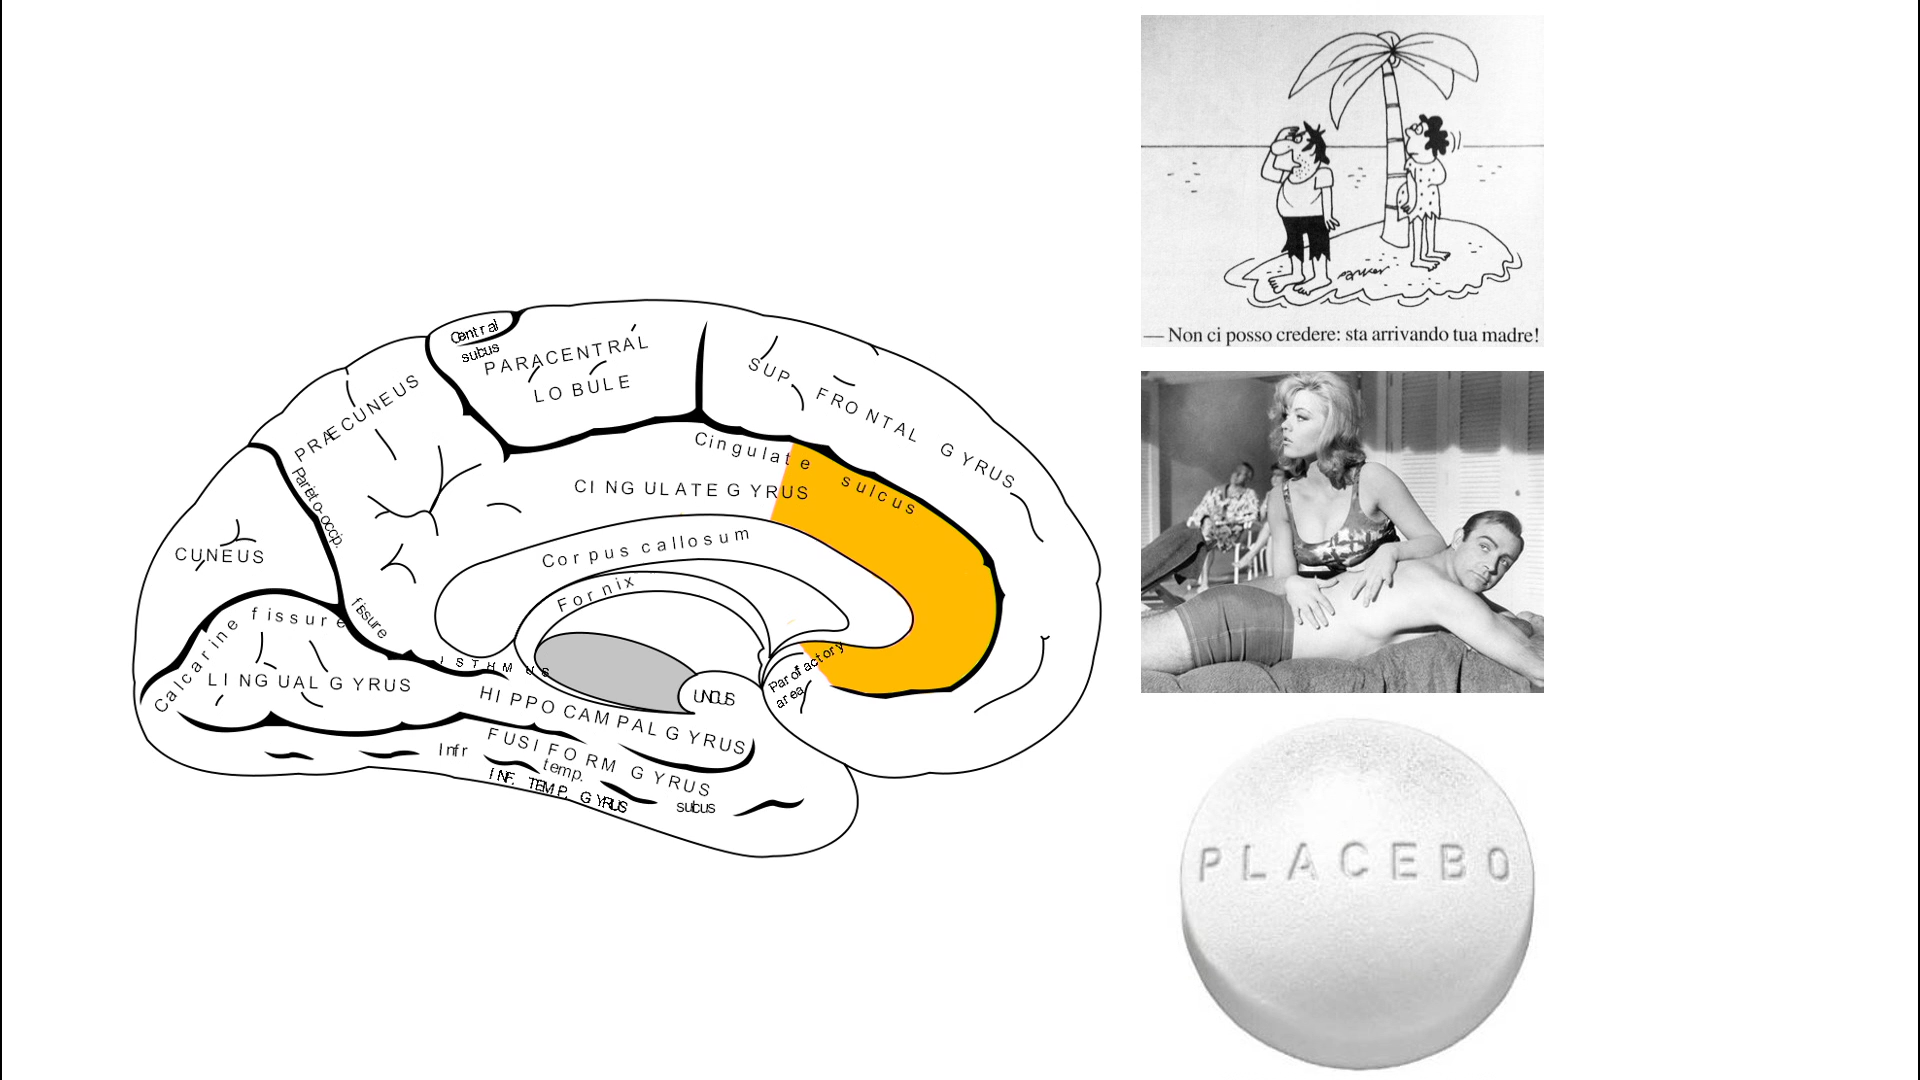 Central
sulcus
PARACENTRAL
LOBULE
SUP. FRONTAL GYRUS
PRÆCUNEUS
Cingulate sulcus
CINGULATE GYRUS
Parieto-occip. fissure
Corpus callosum
CUNEUS
Fornix
Calcarine fissure
ISTHMUS
Parolfactory
area
LINGUAL GYRUS
UNCUS
HIPPOCAMPAL GYRUS
FUSIFORM GYRUS
Infr temp. sulcus
INF. TEMP. GYRUS
Parker
— Non ci posso credere: sta arrivando tua madre!
PLACEBO